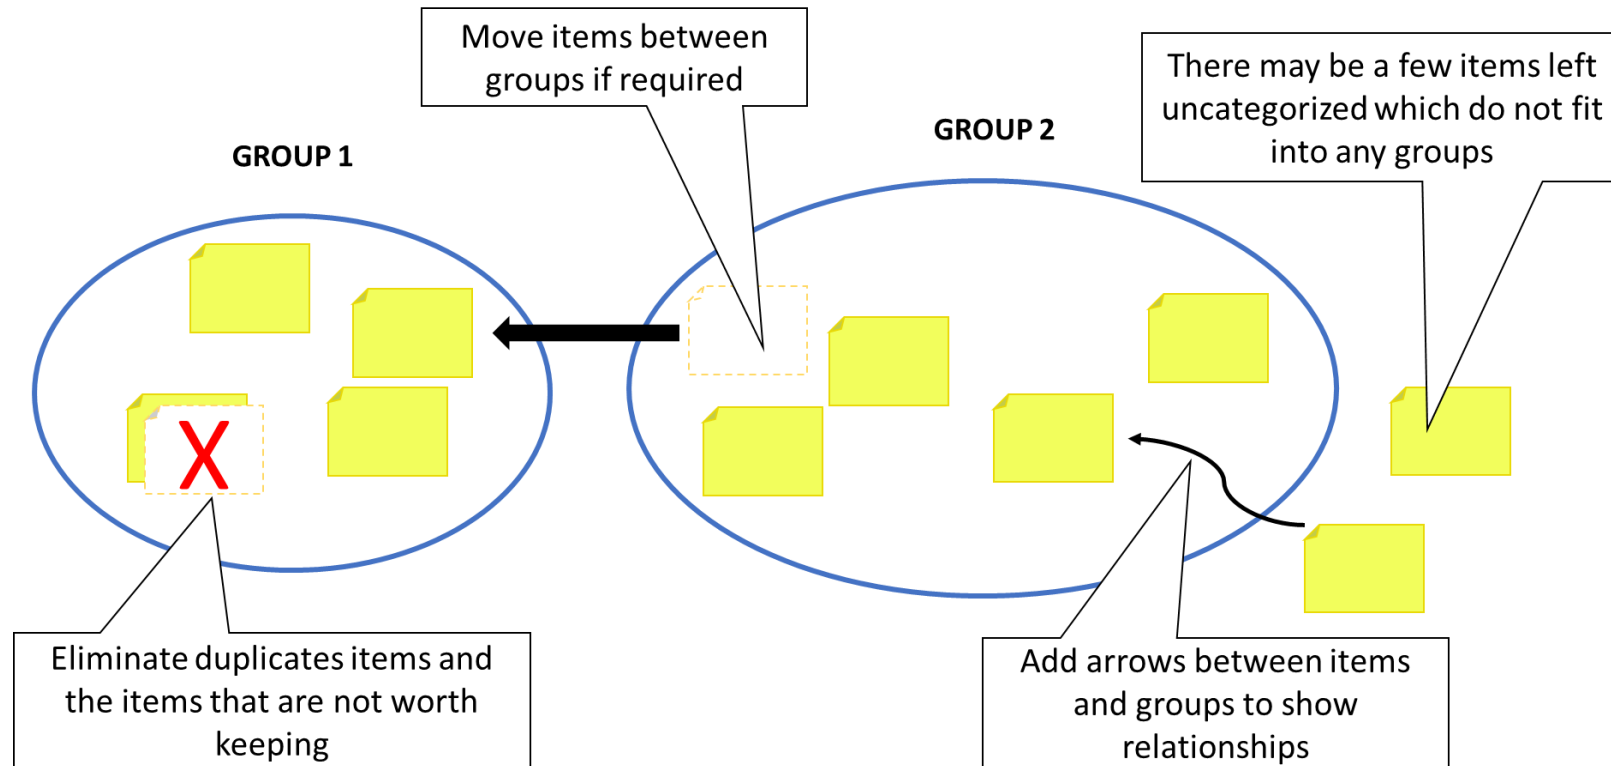 Move items between
groups if required
There may be a few items left
uncategorized which do not fit
into any groups
GROUP 1
GROUP 2
X
Eliminate duplicates items and
the items that are not worth
keeping
Add arrows between items
and groups to show
relationships